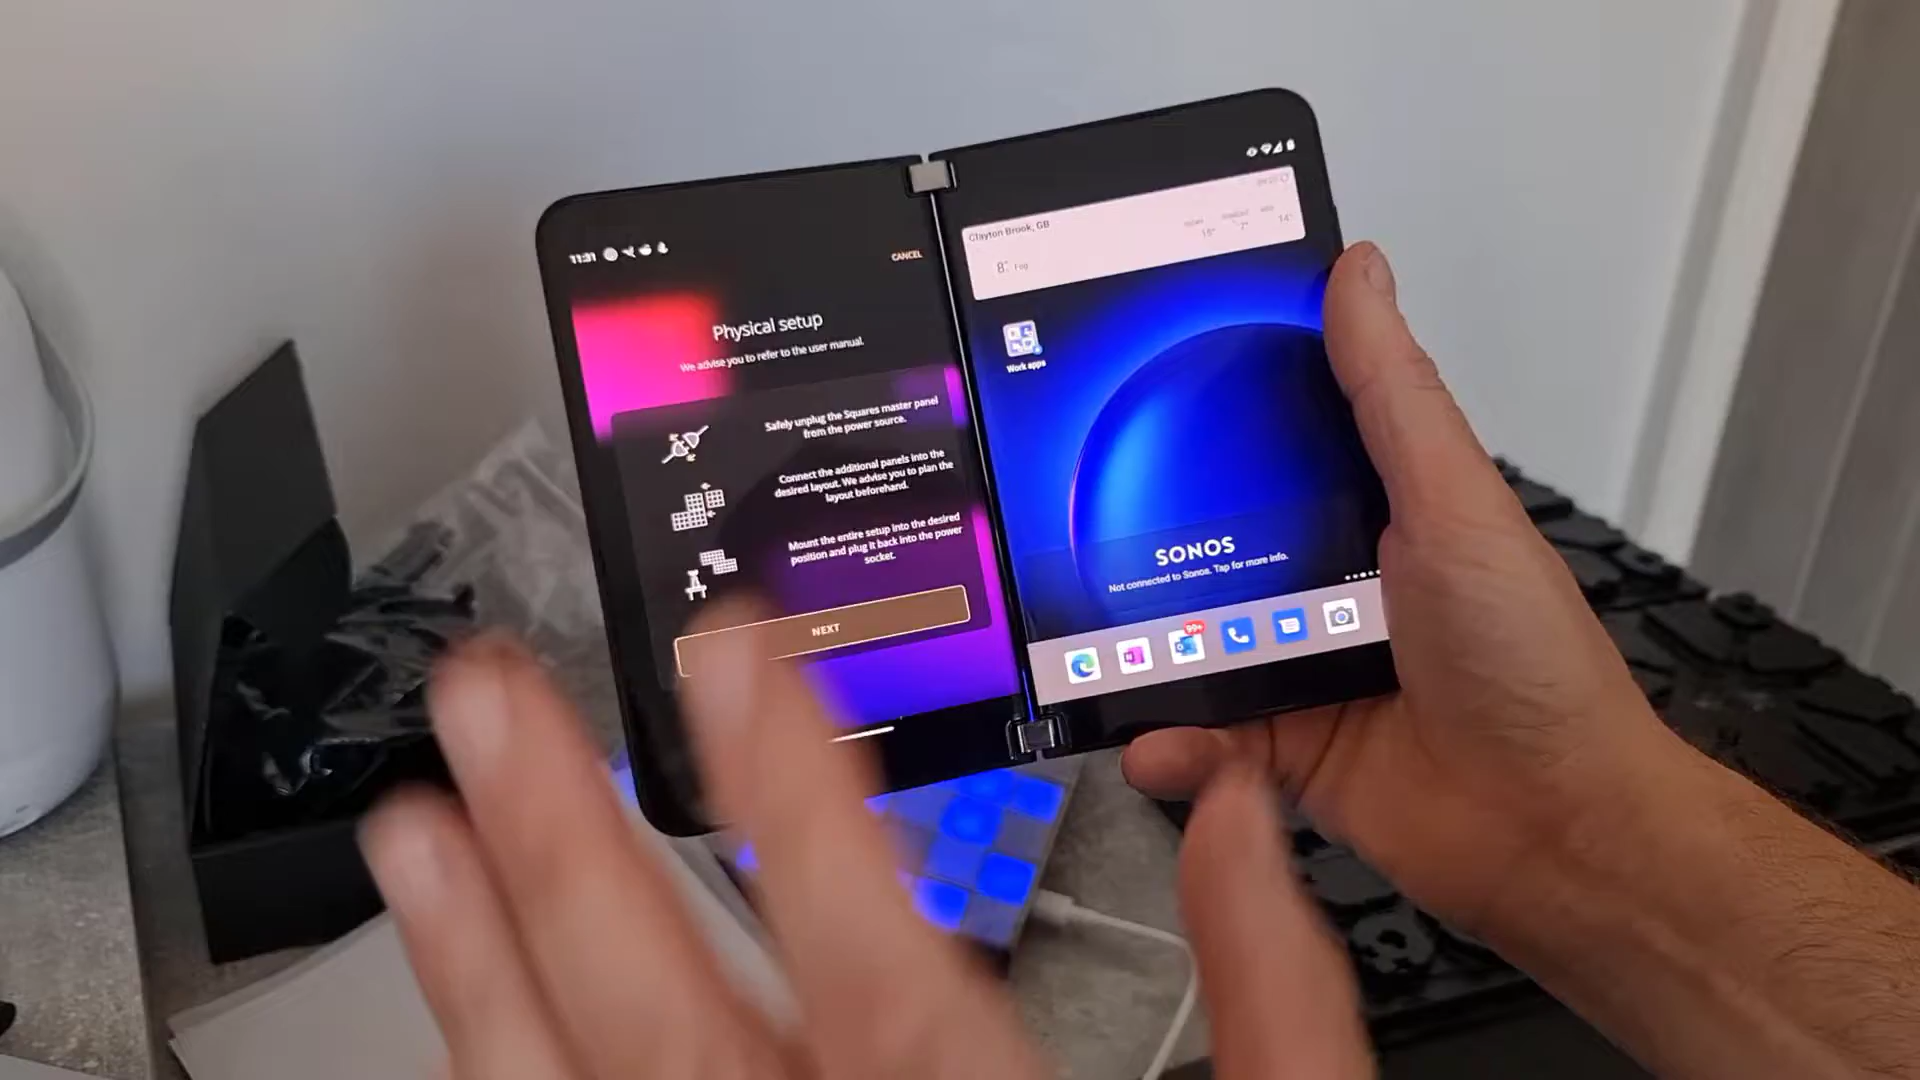 11:31
CANCEL
Physical setup
We advise you to refer to the user manual.
Safely unplug the Squares master panel
from the power source.
Connect the additional panels into the
desired layout. We advise you to plan the
layout beforehand.
Mount the entire setup into the desired
position and plug it back into the power
socket.
NEXT
Clayton Brook, GB
8° Fog
15°
7°
14°
Work apps
SONOS
Not connected to Sonos. Tap for more info.
99+